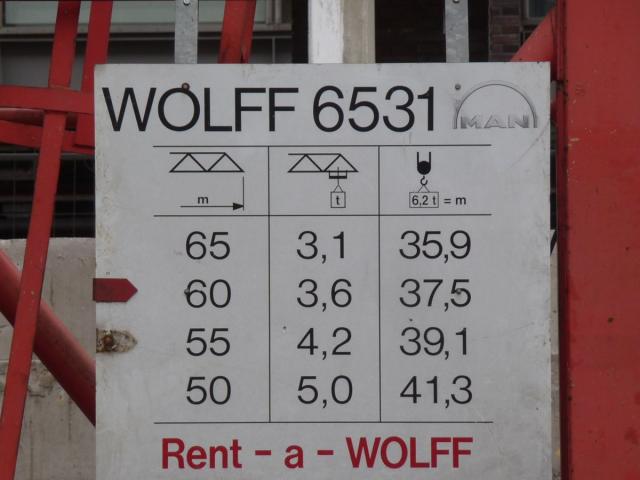 WOLFF 6531 MAN
m t 6,2 t = m
65 3,1 35,9
60 3,6 37,5
55 4,2 39,1
50 5,0 41,3
Rent - a - WOLFF